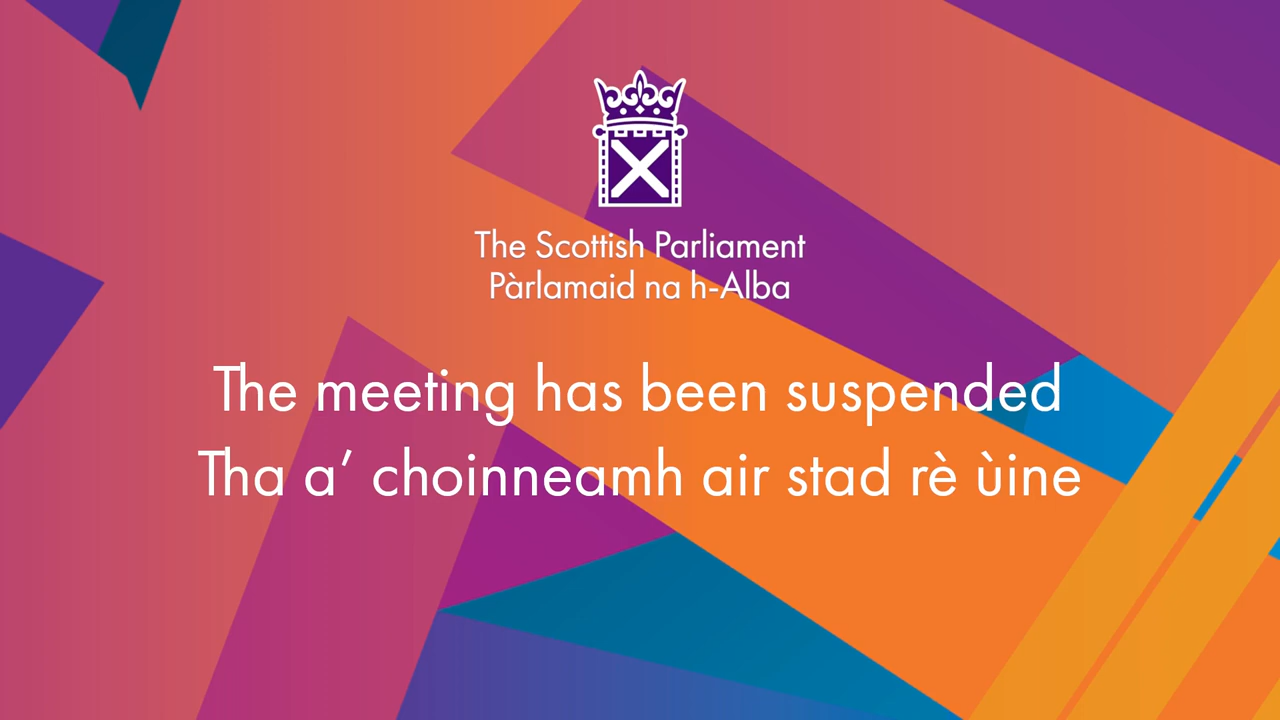 The Scottish Parliament
Pàrlamaid na h-Alba
The meeting has been suspended
Tha a’ choinneamh air stad rè ùine